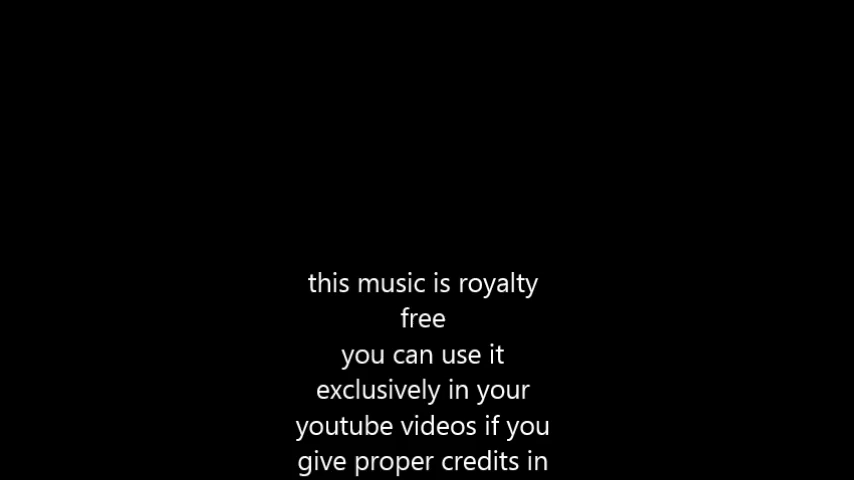 this music is royalty
free
you can use it
exclusively in your
youtube videos if you
give proper credits in